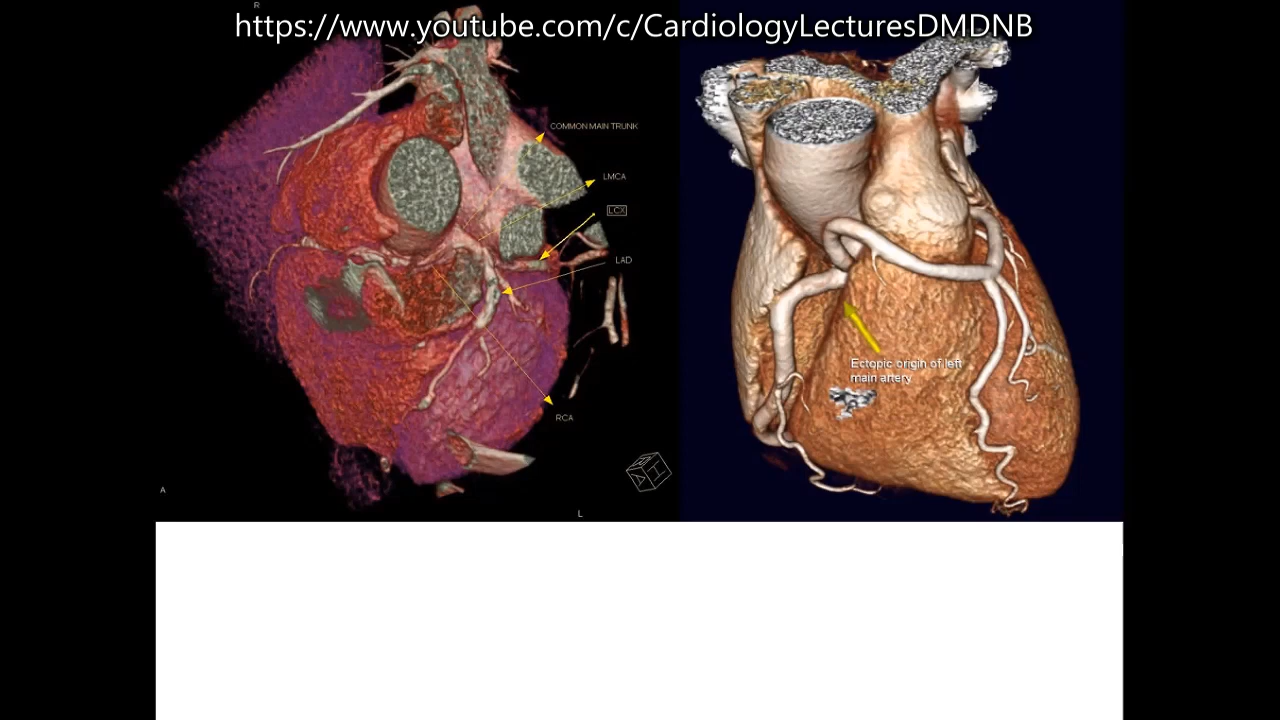 R
https://www.youtube.com/c/CardiologyLecturesDMDNB
COMMON MAIN TRUNK
LMCA
LCX
LAD
RCA
A
L
Ectopic origin of left
main artery